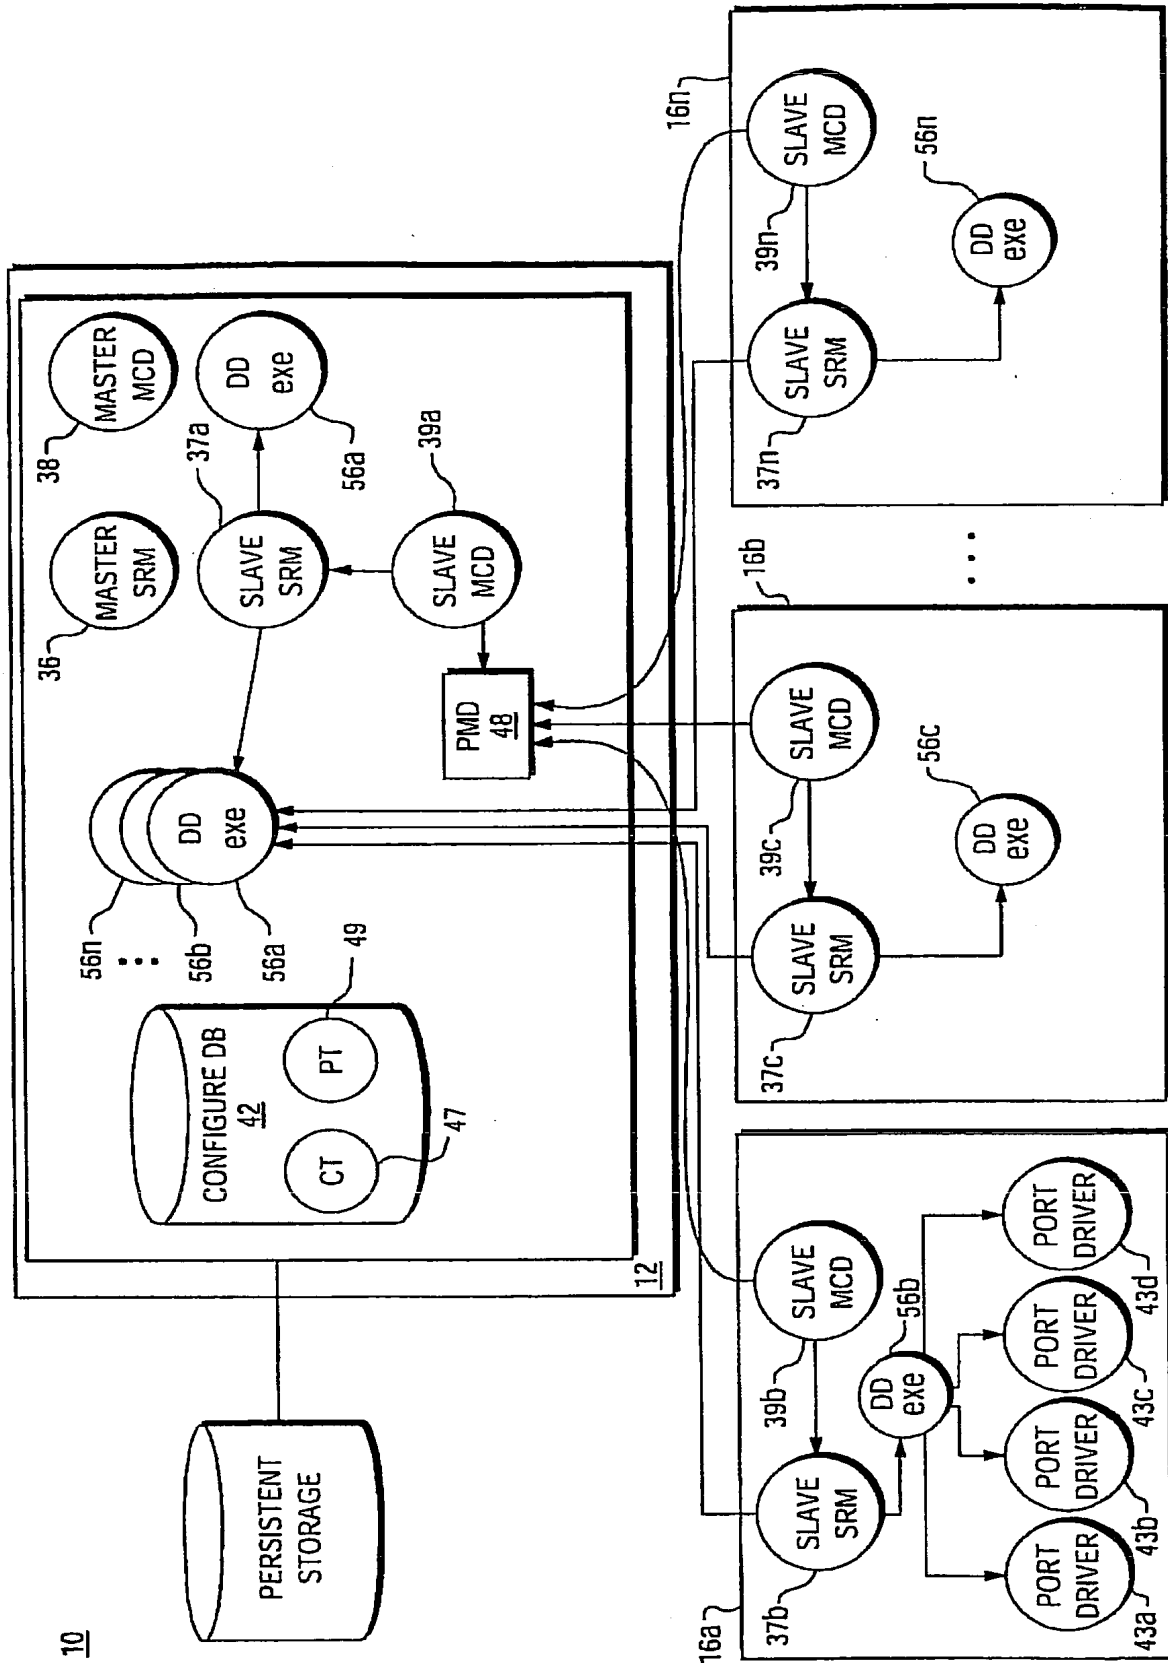 10
PERSISTENT
STORAGE
12
CONFIGURE DB
42
CT
PT
47
49
56n
56b
56a
DD
exe
PMD
48
36
MASTER
SRM
38
MASTER
MCD
37a
SLAVE
SRM
DD
exe
56a
39a
SLAVE
MCD
16a
37b
SLAVE
SRM
39b
SLAVE
MCD
56b
DD
exe
PORT
DRIVER
43a
PORT
DRIVER
43b
PORT
DRIVER
43c
PORT
DRIVER
43d
16b
37c
SLAVE
SRM
39c
SLAVE
MCD
56c
DD
exe
...
16n
37n
SLAVE
SRM
39n
SLAVE
MCD
56n
DD
exe